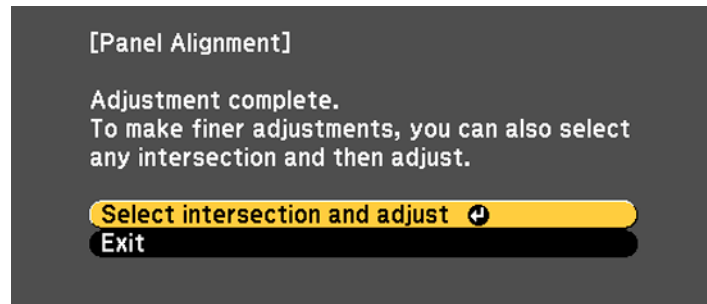 [Panel Alignment]
Adjustment complete.
To make finer adjustments, you can also select
any intersection and then adjust.
Select intersection and adjust
Exit